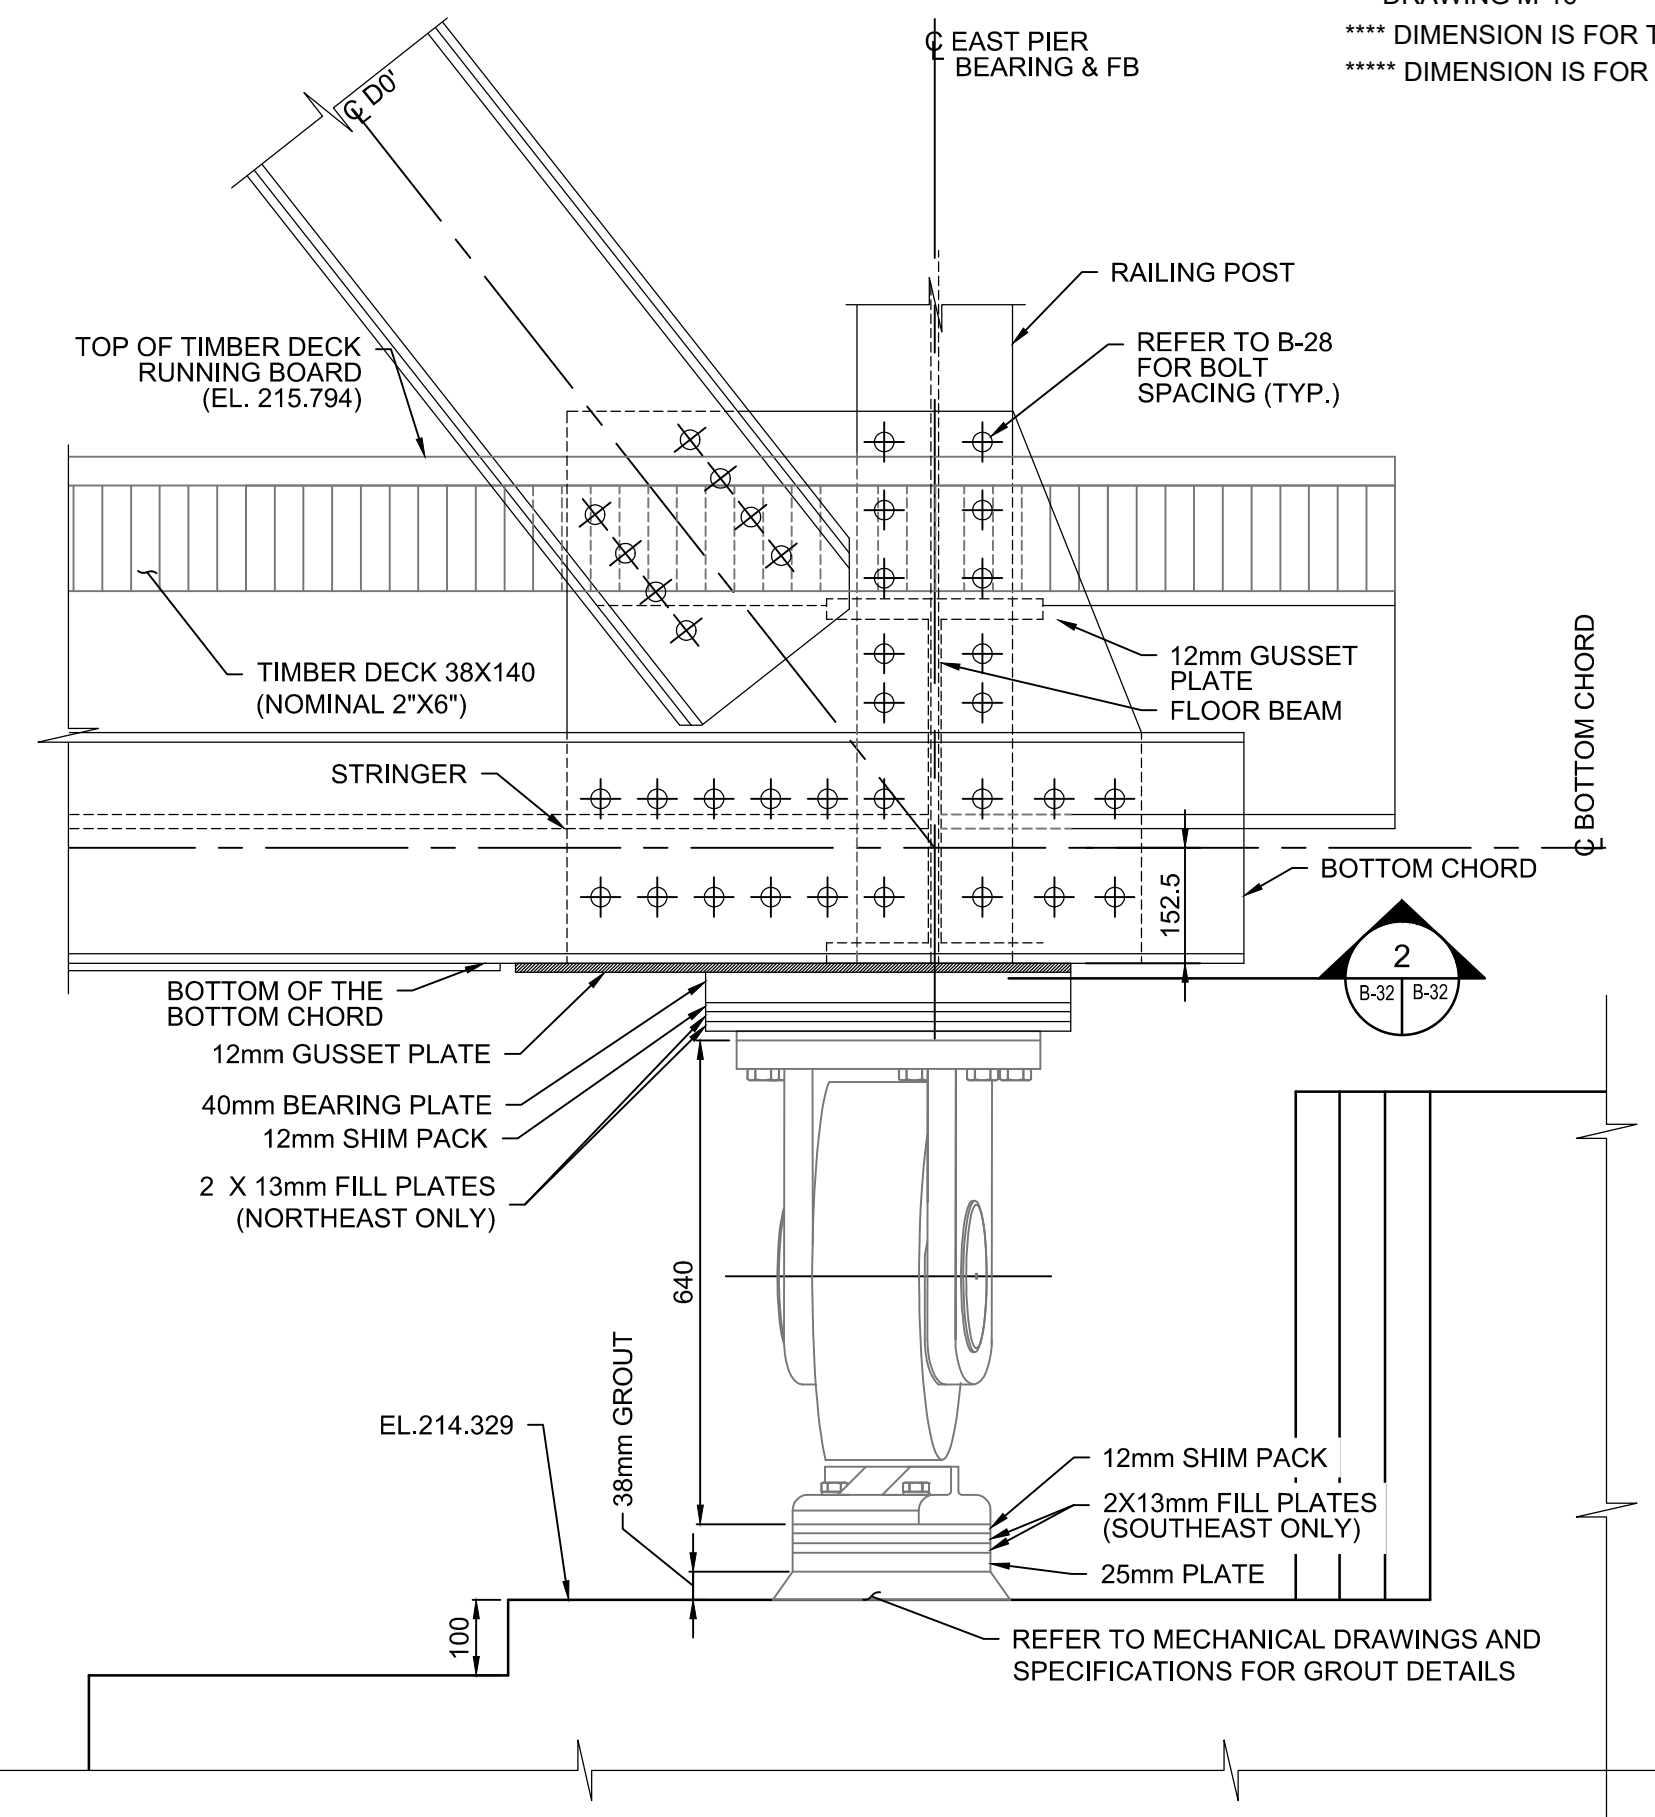 DRAWING M-10
**** DIMENSION IS FOR T
***** DIMENSION IS FOR
℄ EAST PIER
BEARING & FB
℄ D0'
RAILING POST
TOP OF TIMBER DECK
RUNNING BOARD
(EL. 215.794)
REFER TO B-28
FOR BOLT
SPACING (TYP.)
TIMBER DECK 38X140
(NOMINAL 2"X6")
12mm GUSSET
PLATE
FLOOR BEAM
℄ BOTTOM CHORD
STRINGER
BOTTOM CHORD
152.5
2
B-32
B-32
BOTTOM OF THE
BOTTOM CHORD
12mm GUSSET PLATE
40mm BEARING PLATE
12mm SHIM PACK
2 X 13mm FILL PLATES
(NORTHEAST ONLY)
640
38mm GROUT
EL.214.329
12mm SHIM PACK
2X13mm FILL PLATES
(SOUTHEAST ONLY)
25mm PLATE
100
REFER TO MECHANICAL DRAWINGS AND
SPECIFICATIONS FOR GROUT DETAILS